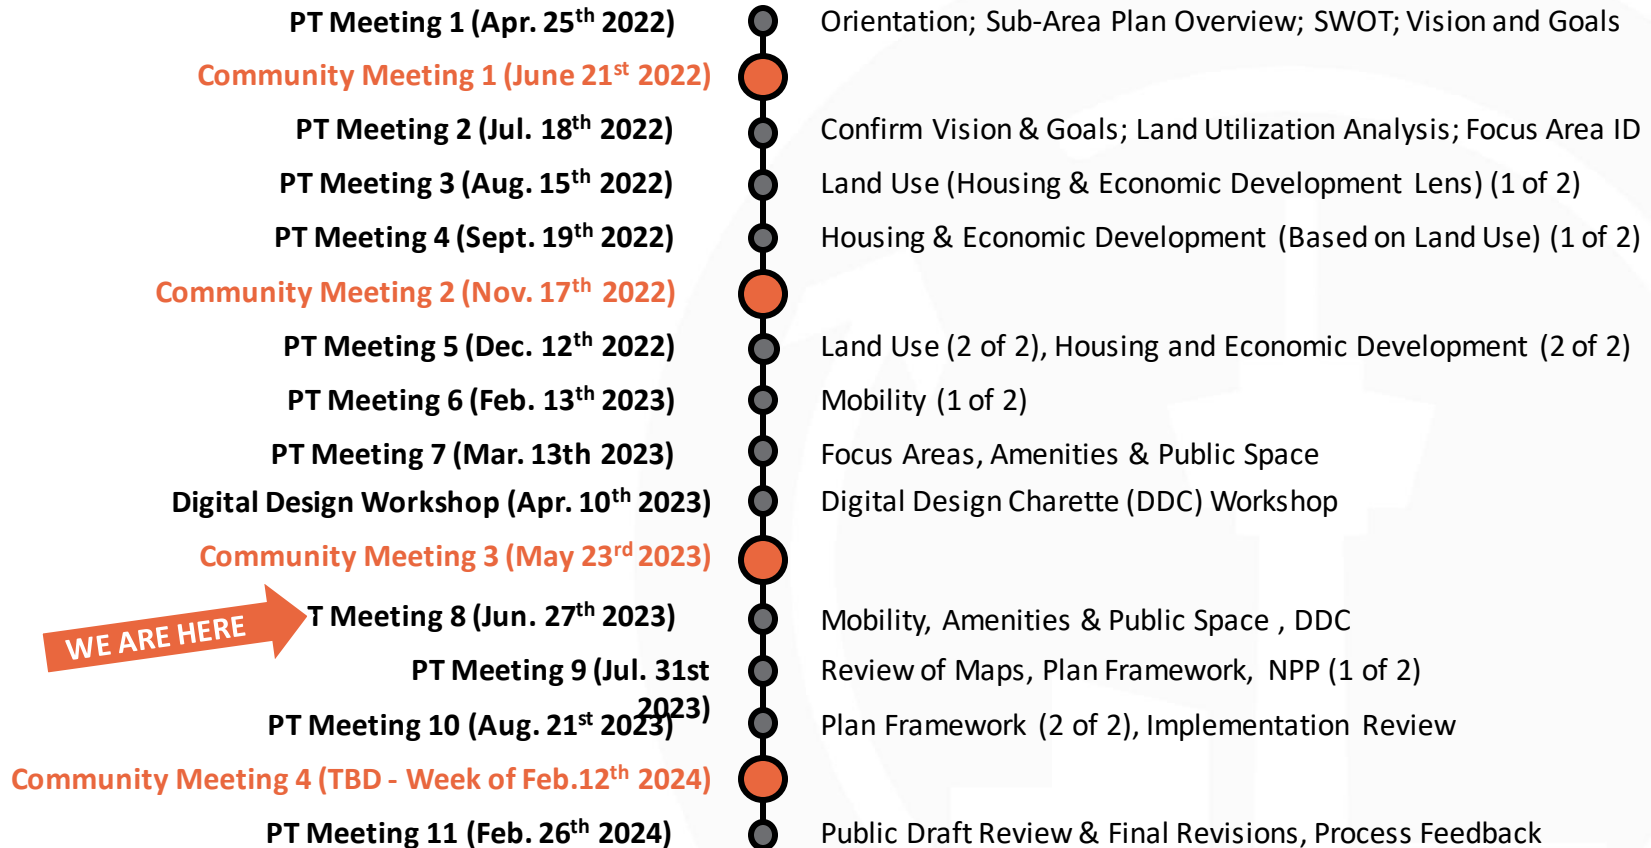 PT Meeting 1 (Apr. 25th 2022) Orientation; Sub-Area Plan Overview; SWOT; Vision and Goals
Community Meeting 1 (June 21st 2022)
PT Meeting 2 (Jul. 18th 2022) Confirm Vision & Goals; Land Utilization Analysis; Focus Area ID
PT Meeting 3 (Aug. 15th 2022) Land Use (Housing & Economic Development Lens) (1 of 2)
PT Meeting 4 (Sept. 19th 2022) Housing & Economic Development (Based on Land Use) (1 of 2)
Community Meeting 2 (Nov. 17th 2022)
PT Meeting 5 (Dec. 12th 2022) Land Use (2 of 2), Housing and Economic Development (2 of 2)
PT Meeting 6 (Feb. 13th 2023) Mobility (1 of 2)
PT Meeting 7 (Mar. 13th 2023) Focus Areas, Amenities & Public Space
Digital Design Workshop (Apr. 10th 2023) Digital Design Charette (DDC) Workshop
Community Meeting 3 (May 23rd 2023)
WE ARE HERE
T Meeting 8 (Jun. 27th 2023) Mobility, Amenities & Public Space , DDC
PT Meeting 9 (Jul. 31st Review of Maps, Plan Framework, NPP (1 of 2)
2023)
PT Meeting 10 (Aug. 21st 2023) Plan Framework (2 of 2), Implementation Review
Community Meeting 4 (TBD - Week of Feb.12th 2024)
PT Meeting 11 (Feb. 26th 2024) Public Draft Review & Final Revisions, Process Feedback